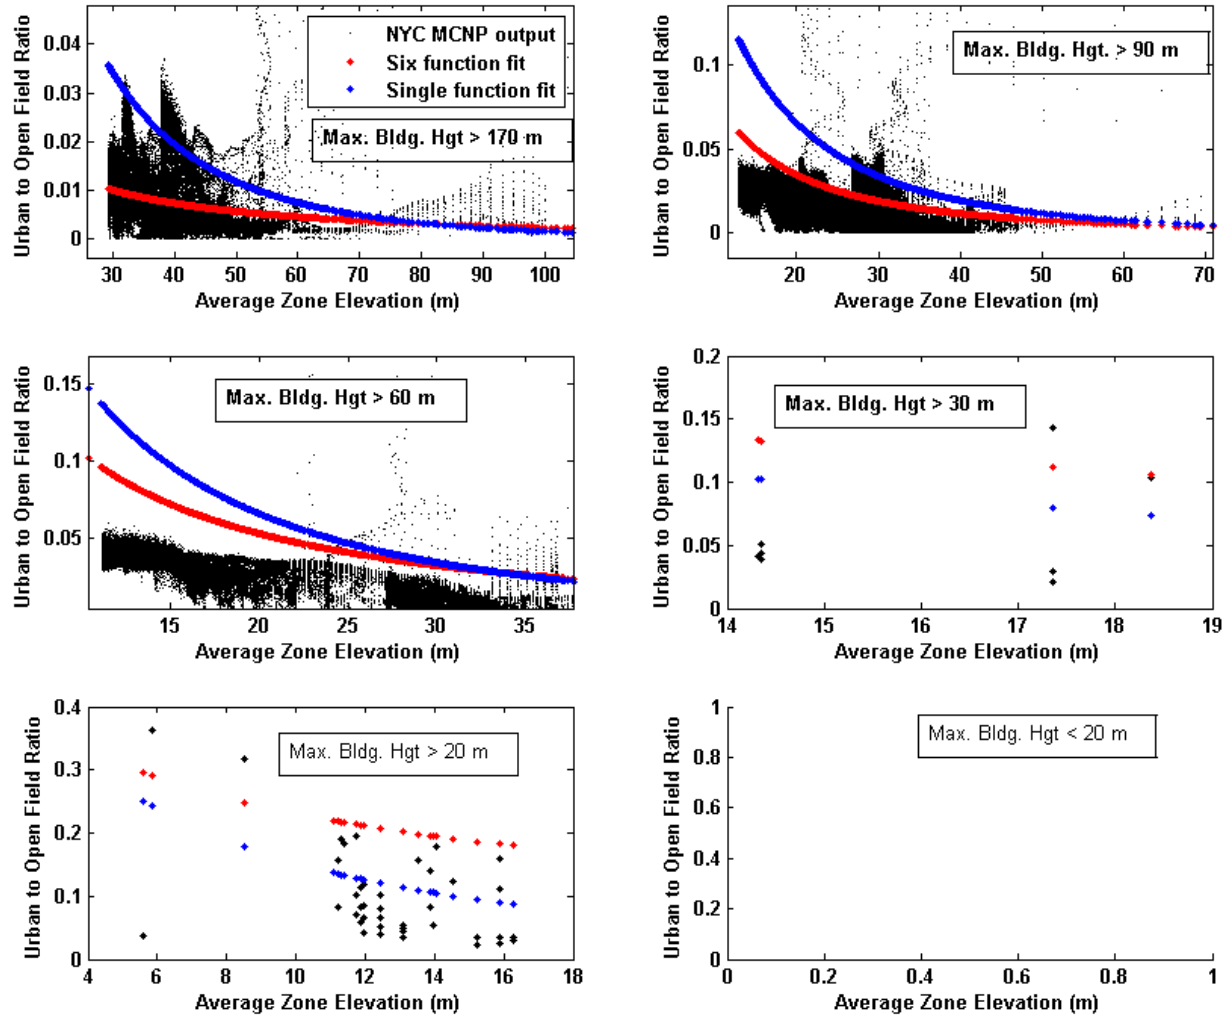 Urban to Open Field Ratio
0.04
0.03
0.02
0.01
0
NYC MCNP output
Six function fit
Single function fit
Max. Bldg. Hgt > 170 m
30 40 50 60 70 80 90 100
Average Zone Elevation (m)
Urban to Open Field Ratio
0.1
0.05
0
Max. Bldg. Hgt. > 90 m
20 30 40 50 60 70
Average Zone Elevation (m)
Urban to Open Field Ratio
0.15
0.1
0.05
Max. Bldg. Hgt > 60 m
15 20 25 30 35
Average Zone Elevation (m)
Urban to Open Field Ratio
0.2
0.15
0.1
0.05
0
Max. Bldg. Hgt > 30 m
14 15 16 17 18 19
Average Zone Elevation (m)
Urban to Open Field Ratio
0.4
0.3
0.2
0.1
0
Max. Bldg. Hgt > 20 m
4 6 8 10 12 14 16 18
Average Zone Elevation (m)
Urban to Open Field Ratio
1
0.8
0.6
0.4
0.2
0
Max. Bldg. Hgt < 20 m
0 0.2 0.4 0.6 0.8 1
Average Zone Elevation (m)